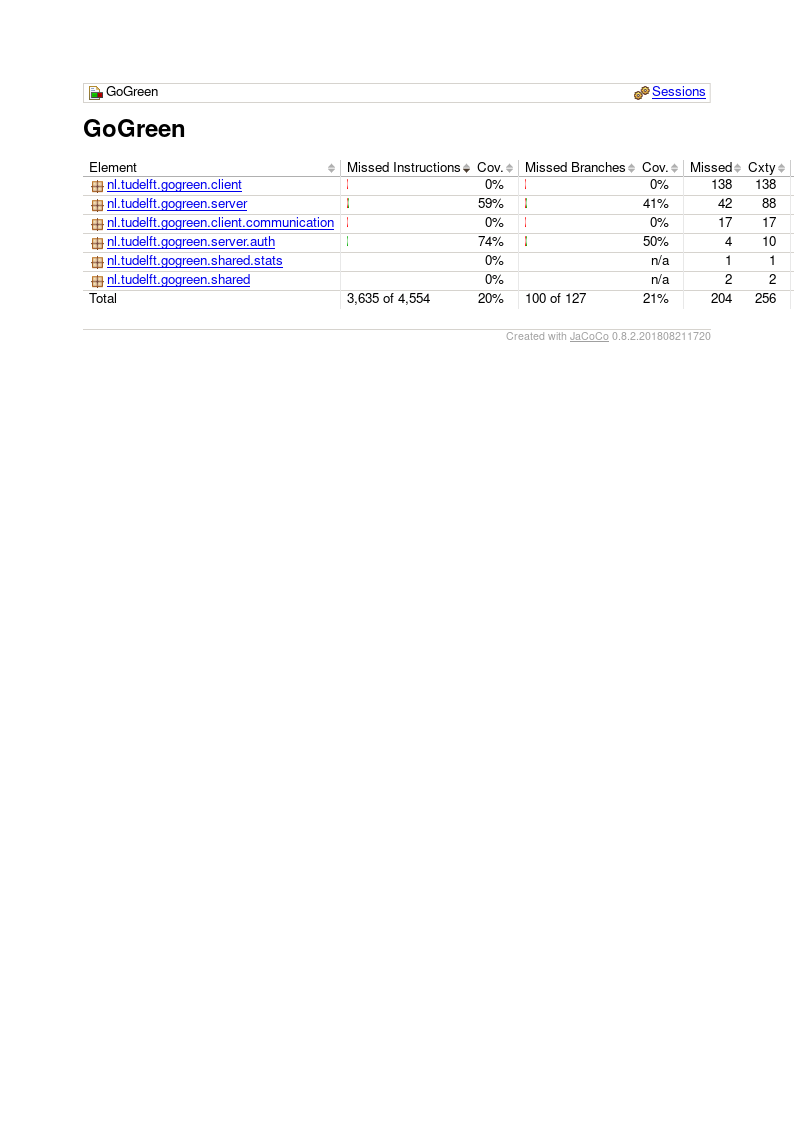 GoGreen Sessions
GoGreen
Element Missed Instructions Cov. Missed Branches Cov. Missed Cxty
nl.tudelft.gogreen.client 0% 0% 138 138
nl.tudelft.gogreen.server 59% 41% 42 88
nl.tudelft.gogreen.client.communication 0% 0% 17 17
nl.tudelft.gogreen.server.auth 74% 50% 4 10
nl.tudelft.gogreen.shared.stats 0% n/a 1 1
nl.tudelft.gogreen.shared 0% n/a 2 2
Total 3,635 of 4,554 20% 100 of 127 21% 204 256
Created with JaCoCo 0.8.2.201808211720